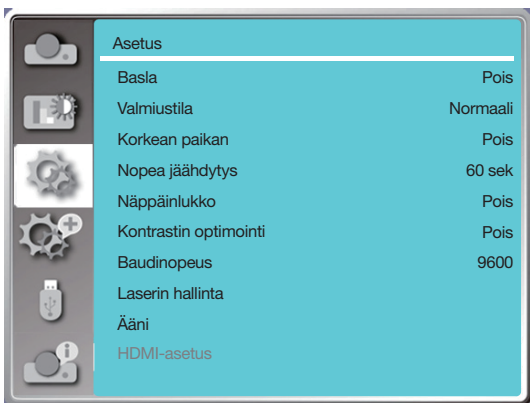 Asetus
Basla Pois
Valmiustila Normaali
Korkean paikan Pois
Nopea jäähdytys 60 sek
Näppäinlukko Pois
Kontrastin optimointi Pois
Baudinopeus 9600
Laserin hallinta
Ääni
HDMI-asetus